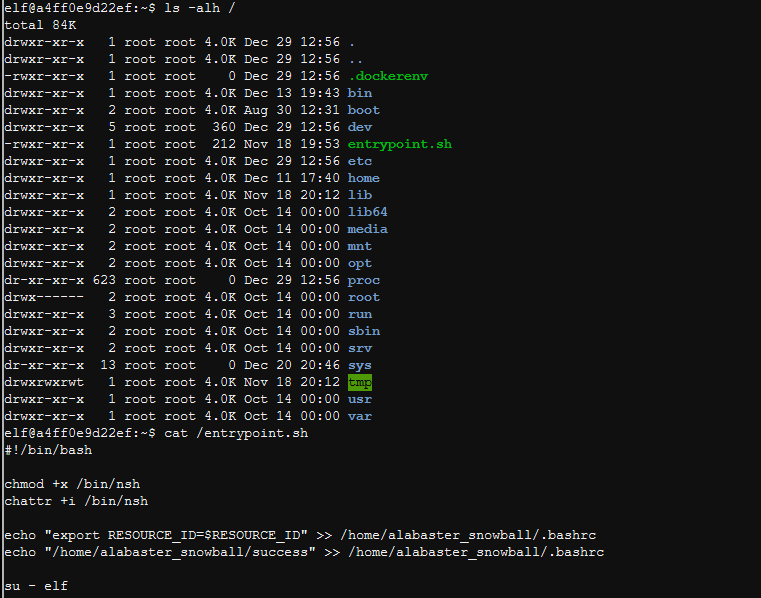 elf@a4ff0e9d22ef:~$ ls -alh /
total 84K
drwxr-xr-x   1 root root 4.0K Dec 29 12:56 .
drwxr-xr-x   1 root root 4.0K Dec 29 12:56 ..
-rwxr-xr-x   1 root root    0 Dec 29 12:56 .dockerenv
drwxr-xr-x   1 root root 4.0K Dec 13 19:43 bin
drwxr-xr-x   2 root root 4.0K Aug 30 12:31 boot
drwxr-xr-x   5 root root  360 Dec 29 12:56 dev
-rwxr-xr-x   1 root root  212 Nov 18 19:53 entrypoint.sh
drwxr-xr-x   1 root root 4.0K Dec 29 12:56 etc
drwxr-xr-x   1 root root 4.0K Dec 11 17:40 home
drwxr-xr-x   1 root root 4.0K Nov 18 20:12 lib
drwxr-xr-x   2 root root 4.0K Oct 14 00:00 lib64
drwxr-xr-x   2 root root 4.0K Oct 14 00:00 media
drwxr-xr-x   2 root root 4.0K Oct 14 00:00 mnt
drwxr-xr-x   2 root root 4.0K Oct 14 00:00 opt
dr-xr-xr-x 623 root root    0 Dec 29 12:56 proc
drwx------   2 root root 4.0K Oct 14 00:00 root
drwxr-xr-x   3 root root 4.0K Oct 14 00:00 run
drwxr-xr-x   2 root root 4.0K Oct 14 00:00 sbin
drwxr-xr-x   2 root root 4.0K Oct 14 00:00 srv
dr-xr-xr-x  13 root root    0 Dec 20 20:46 sys
drwxrwxrwt   1 root root 4.0K Nov 18 20:12 tmp
drwxr-xr-x   1 root root 4.0K Oct 14 00:00 usr
drwxr-xr-x   1 root root 4.0K Oct 14 00:00 var
elf@a4ff0e9d22ef:~$ cat /entrypoint.sh
#!/bin/bash
chmod +x /bin/nsh
chattr +i /bin/nsh
echo "export RESOURCE_ID=$RESOURCE_ID" >> /home/alabaster_snowball/.bashrc
echo "/home/alabaster_snowball/success" >> /home/alabaster_snowball/.bashrc
su - elf